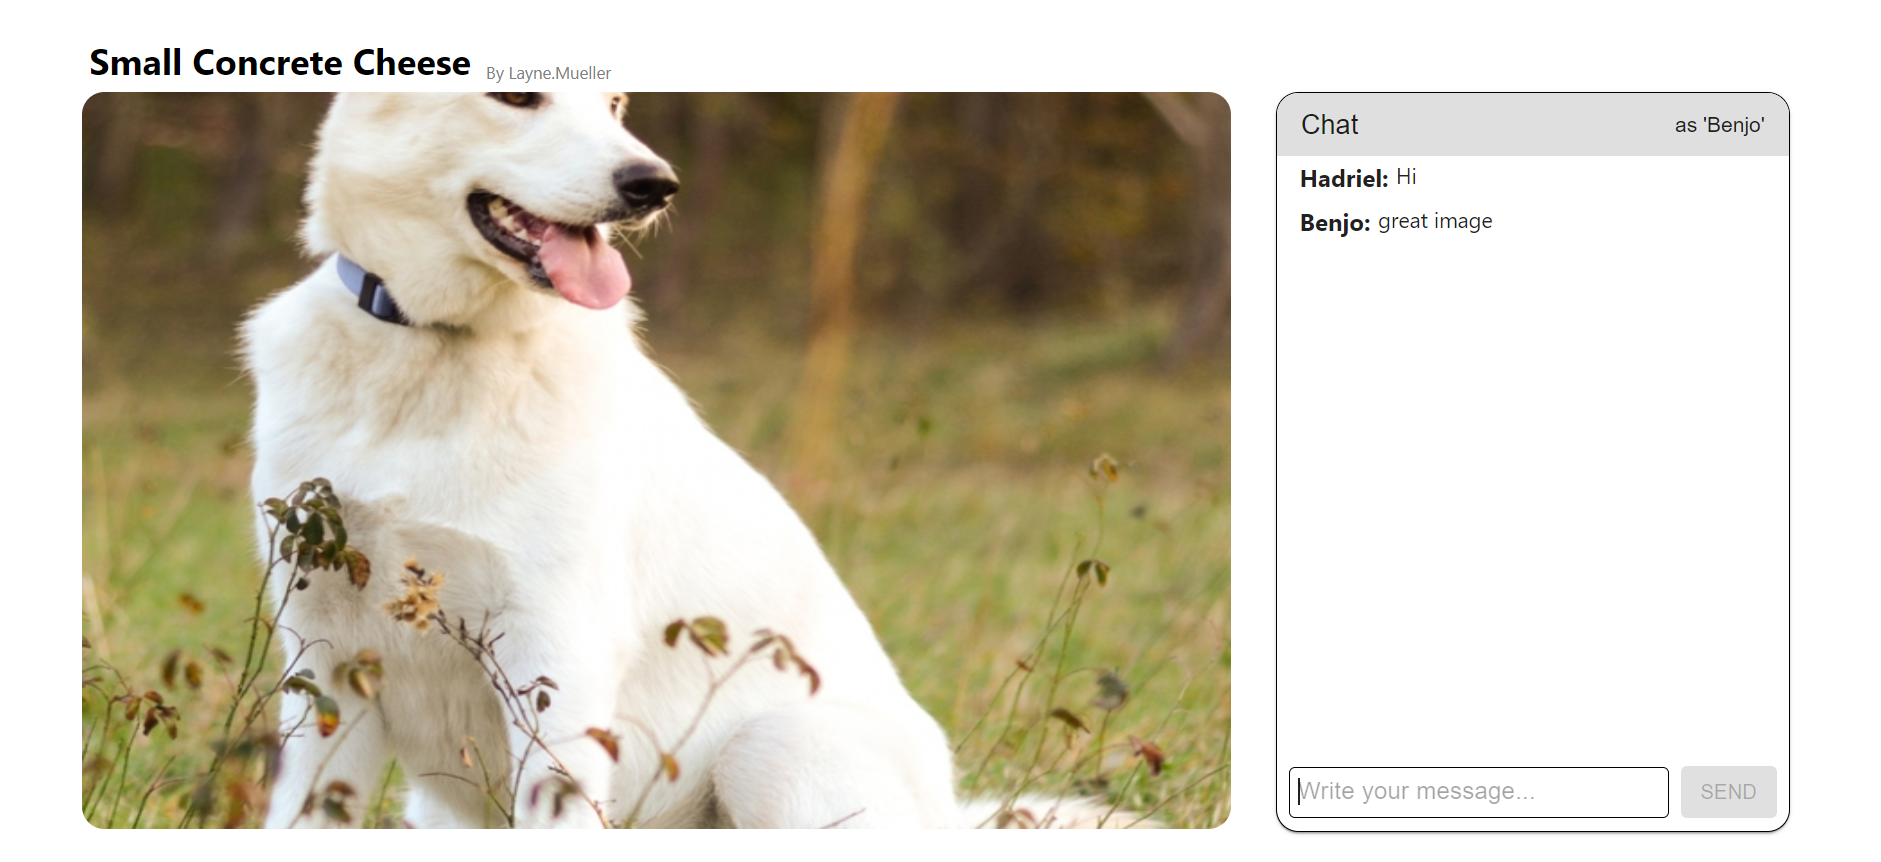 Small Concrete Cheese By Layne.Mueller
Chat as 'Benjo'
Hadriel: Hi
Benjo: great image
Write your message...
SEND